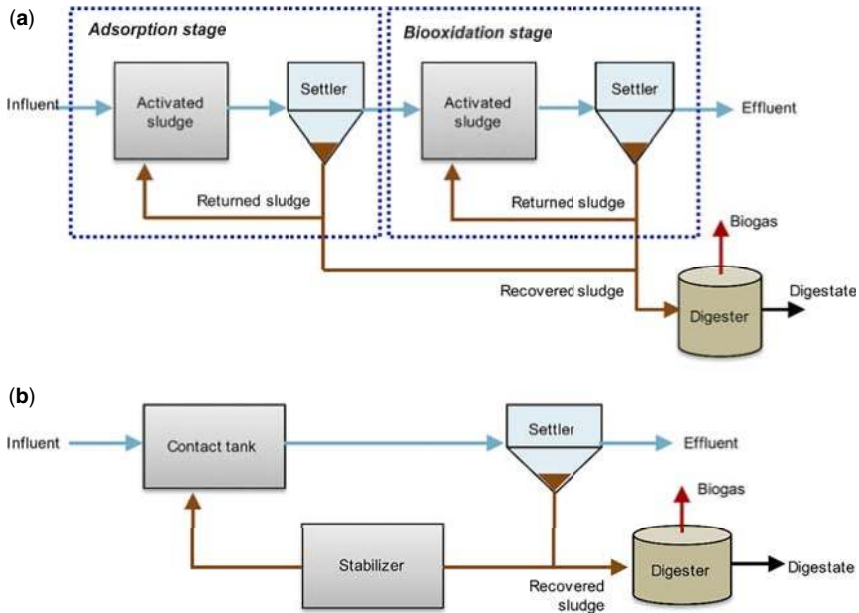 (a)
Adsorption stage
Biooxidation stage
Influent
Activated
sludge
Settler
Activated
sludge
Settler
Effluent
Returned sludge
Returned sludge
Biogas
Recovered sludge
Digestate
Digester
(b)
Influent
Contact tank
Settler
Effluent
Biogas
Stabilizer
Recovered
sludge
Digester
Digestate